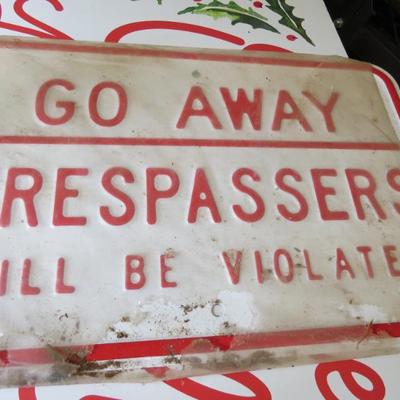 GO AWAY
RESPASSERS
ILL BE VIOLATE